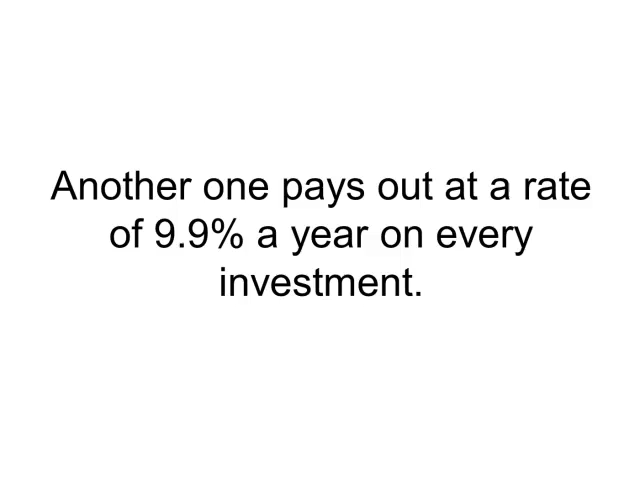 Another one pays out at a rate
of 9.9% a year on every
investment.